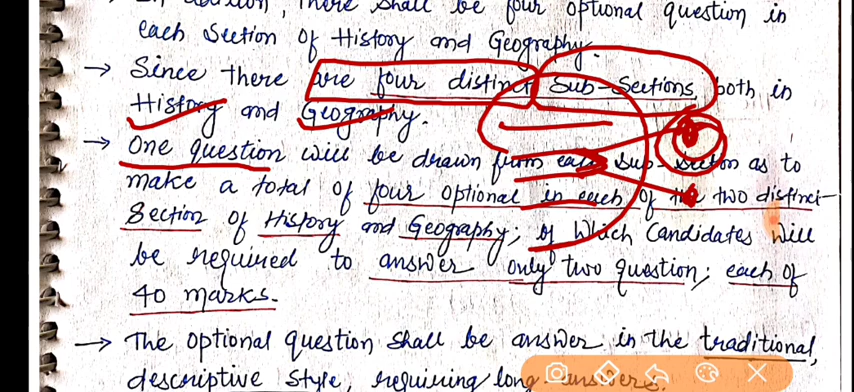 In addition, There shall be four optional question in
each Section of History and Geography.
→ Since there are four distinct Sub-Sections, both in
History and Geography.
→ One question will be drawn from each Sub-Section as to
make a total of four optional in each of the two distinct-
Section of History and Geography; of which candidates will
be required to answer only two question; each of
40 marks.
→ The optional question shall be answer in the traditional,
descriptive style, requiring long answers.